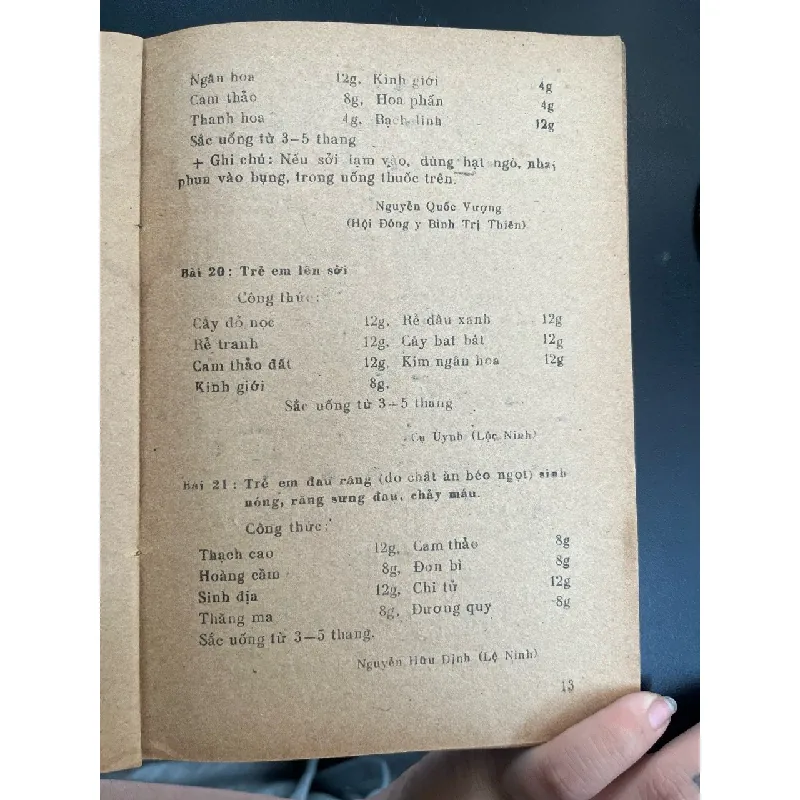 Ngân hoa 12g, Kinh giới 4g
Cam thảo 8g, Hoa phấn 4g
Thanh hoa 4g, Bạch linh 12g
Sắc uống từ 3—5 thang
+ Ghi chú: Nếu sởi tạm vào, dùng hạt ngò, nhai
phun vào bụng, trong uống thuốc trên.
Nguyễn Quốc Vượng
(Hội Đông y Bình Trị Thiên)
Bài 20: Trẻ em lên sởi
Công thức:
Cây đỏ nọc 12g, Rễ dâu xanh 12g
Rễ tranh 12g, Cây bát bát 12g
Cam thảo đất 12g, Kim ngân hoa 12g
Kinh giới 8g,
Sắc uống từ 3—5 thang
Cụ Uynh (Lộc Ninh)
Bài 21: Trẻ em đau răng (do chất ăn béo ngọt) sinh
nóng, răng sưng đau, chảy máu.
Công thức:
Thạch cao 12g, Cam thảo 8g
Hoàng cầm 8g, Đơn bì 8g
Sinh địa 12g, Chi tử 12g
Thăng ma 8g, Đương quy 8g
Sắc uống từ 3—5 thang.
Nguyễn Hữu Định (Lệ Ninh)
13